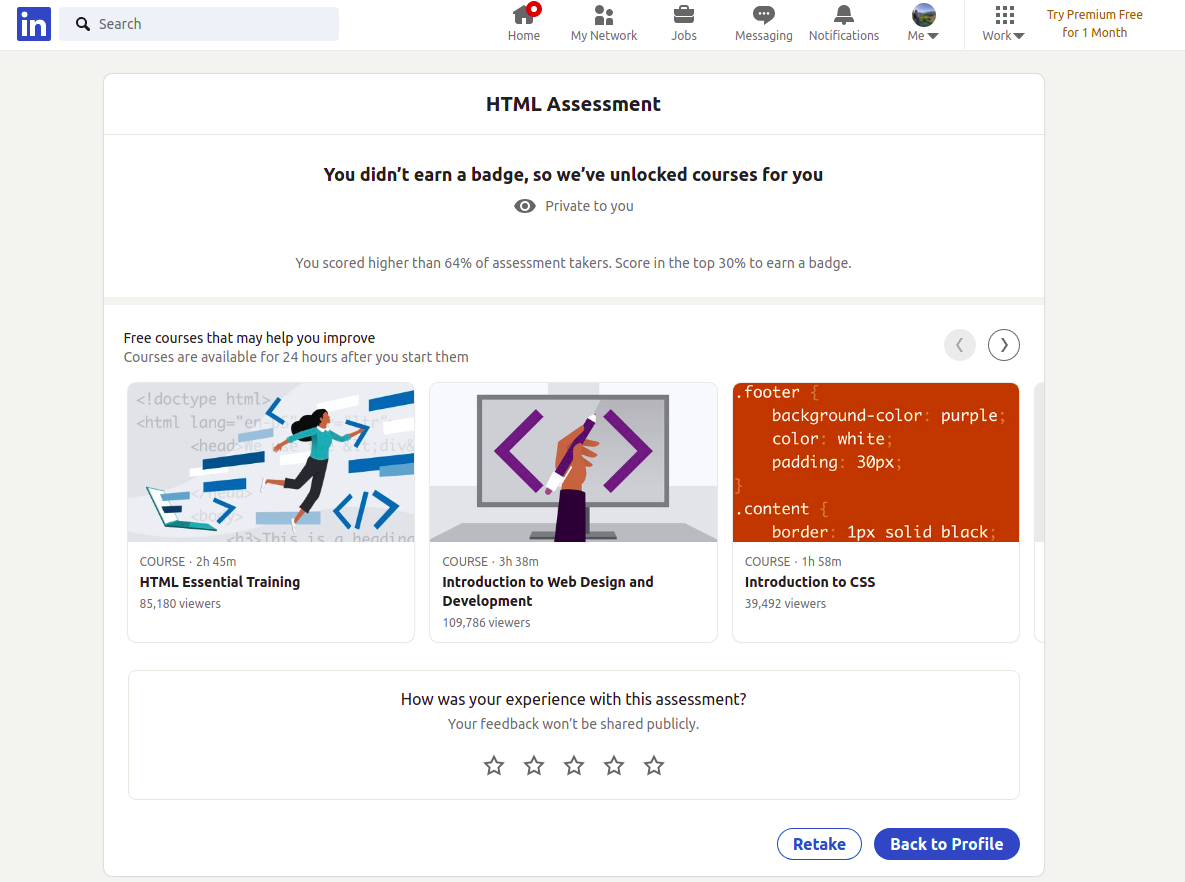 in
Search
Home
My Network
Jobs
Messaging
Notifications
Me
Work
Try Premium Free
for 1 Month
HTML Assessment
You didn’t earn a badge, so we’ve unlocked courses for you
Private to you
You scored higher than 64% of assessment takers. Score in the top 30% to earn a badge.
Free courses that may help you improve
Courses are available for 24 hours after you start them
<!doctype html>
<html lang="en-
<head>
</head>
<body>
<h3>This is a heading
.footer {
background-color: purple;
color: white;
padding: 30px;
}
.content {
border: 1px solid black;
COURSE · 2h 45m
HTML Essential Training
85,180 viewers
COURSE · 3h 38m
Introduction to Web Design and
Development
109,786 viewers
COURSE · 1h 58m
Introduction to CSS
39,492 viewers
How was your experience with this assessment?
Your feedback won’t be shared publicly.
Retake
Back to Profile